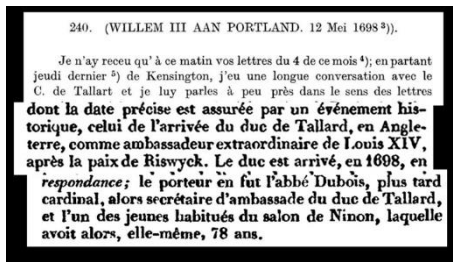 240. (WILLEM III AAN PORTLAND. 12 Mei 1698 ³)).
Je n'ay receu qu' à ce matin vos lettres du 4 de ce mois ⁴); en partant
jeudi dernier ⁵) de Kensington, j'eu une longue conversation avec le
C. de Tallart et je luy parles à peu près dans le sens des lettres
dont la date précise est assurée par un événement his-
torique, celui de l'arrivée du duc de Tallard, en Angle-
terre, comme ambassadeur extraordinaire de Louis XIV,
après la paix de Riswyck. Le duc est arrivé, en 1698, en
respondance; le porteur en fut l'abbé Dubois, plus tard
cardinal, alors secrétaire d'ambassade du duc de Tallard,
et l'un des jeunes habitués du salon de Ninon, laquelle
avoit alors, elle-même, 78 ans.